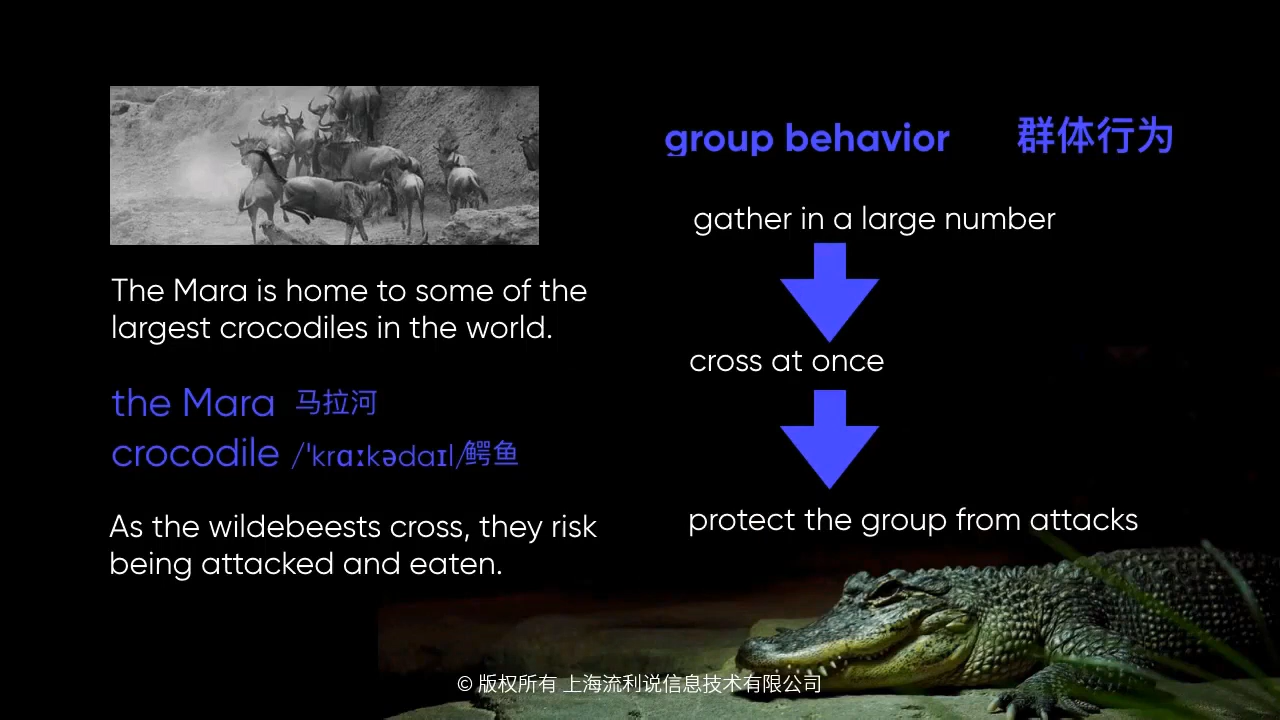 The Mara is home to some of the
largest crocodiles in the world.
the Mara 马拉河
crocodile /ˈkrɑːkədaɪl/鳄鱼
As the wildebeests cross, they risk
being attacked and eaten.
group behavior 群体行为
gather in a large number
cross at once
protect the group from attacks
© 版权所有 上海流利说信息技术有限公司